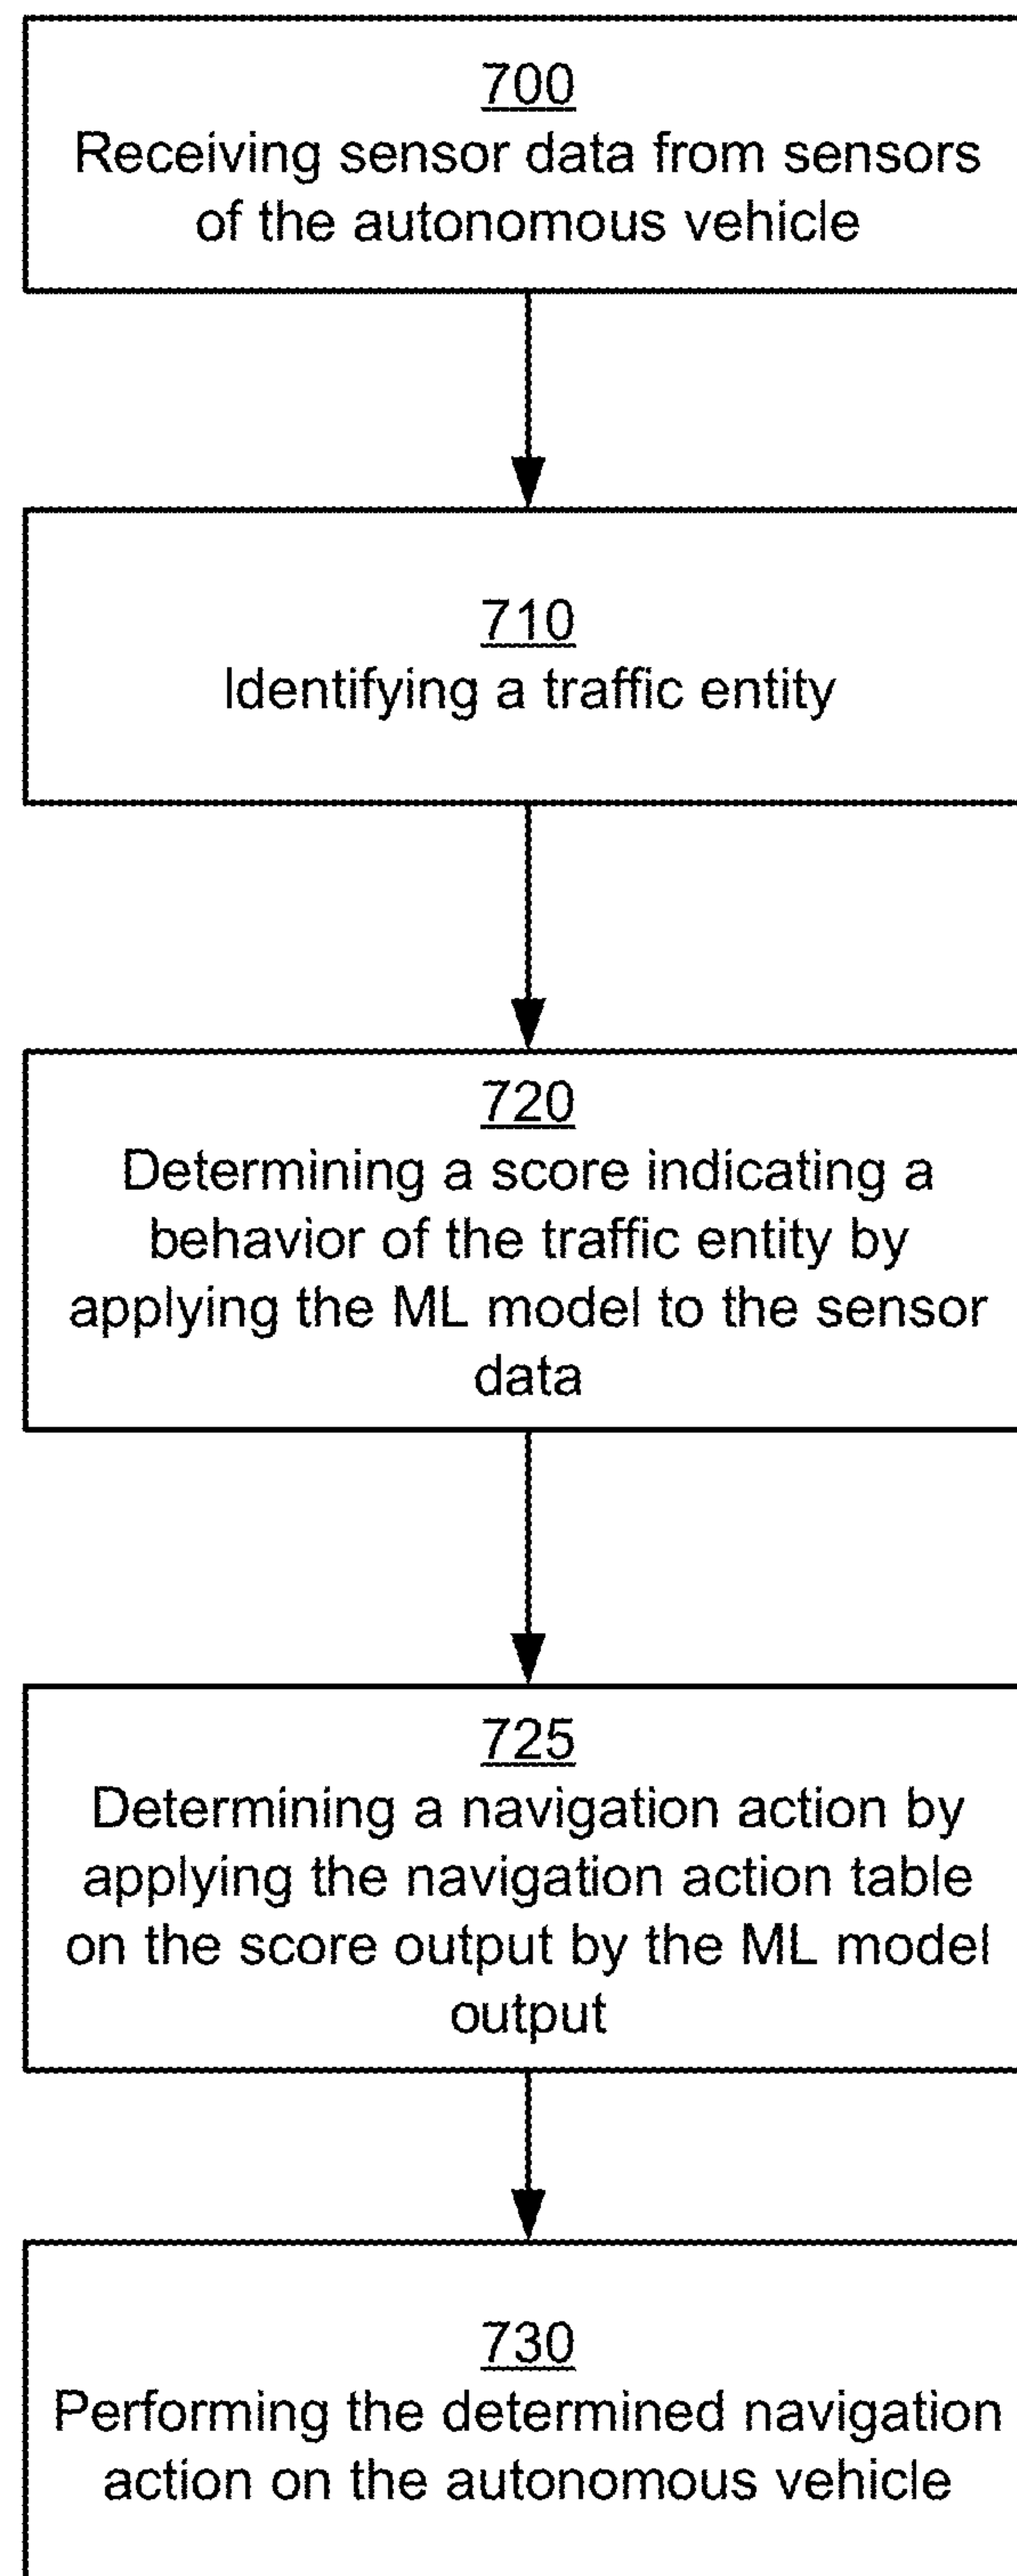 700
Receiving sensor data from sensors
of the autonomous vehicle
710
Identifying a traffic entity
720
Determining a score indicating a
behavior of the traffic entity by
applying the ML model to the sensor
data
725
Determining a navigation action by
applying the navigation action table
on the score output by the ML model
output
730
Performing the determined navigation
action on the autonomous vehicle